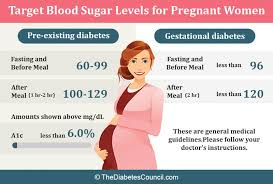 Target Blood Sugar Levels for Pregnant Women
Pre-existing diabetes
Fasting and
Before Meal
60-99
After
Meal (1 hr-2 hr)
100-129
Amounts shown above mg/dL
A1c less than 6.0%
Gestational diabetes
Fasting and
Before Meal
less than 96
After
Meal (2 hr)
less than 120
These are general medical
guidelines.Please follow your
doctor's instructions.
©TheDiabetesCouncil.com